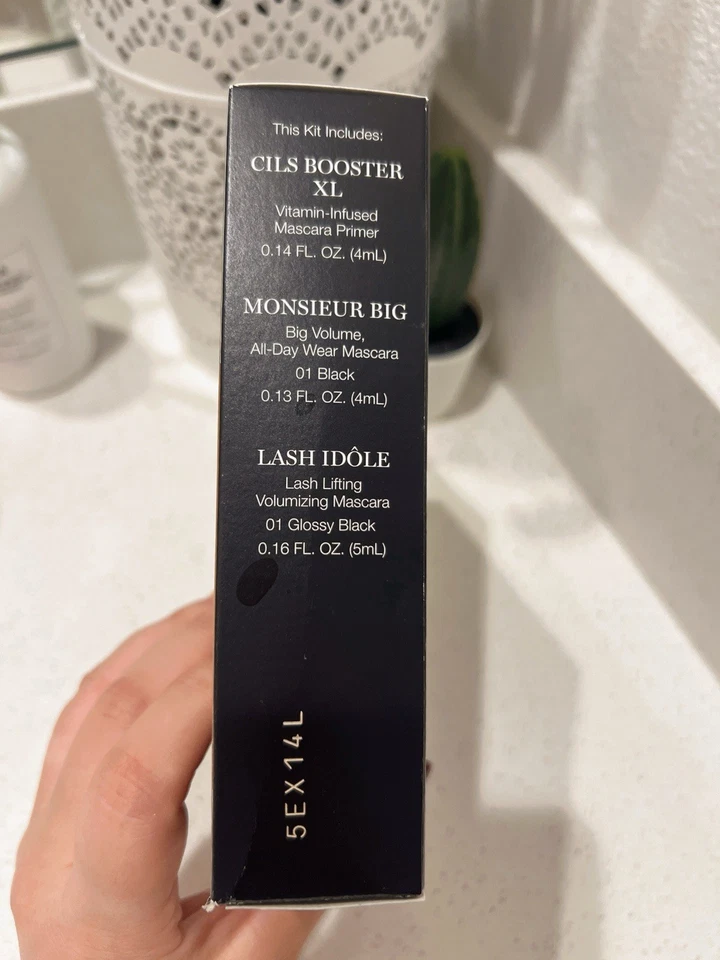 This Kit Includes:
CILS BOOSTER
XL
Vitamin-Infused
Mascara Primer
0.14 FL. OZ. (4mL)
MONSIEUR BIG
Big Volume,
All-Day Wear Mascara
01 Black
0.13 FL. OZ. (4mL)
LASH IDÔLE
Lash Lifting
Volumizing Mascara
01 Glossy Black
0.16 FL. OZ. (5mL)
5EX14L